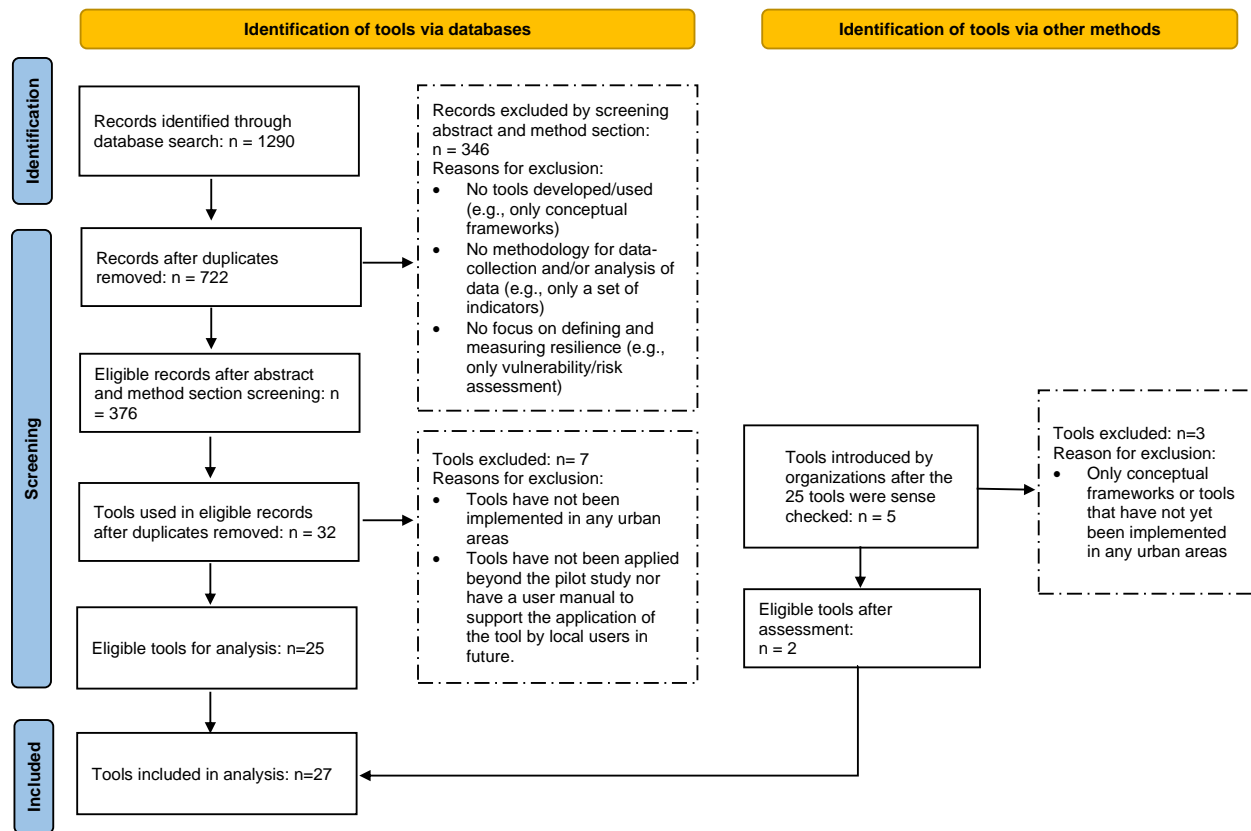 Identification of tools via databases
Identification of tools via other methods
Identification
Records identified through
database search: n = 1290
Records excluded by screening
abstract and method section:
n = 346
Reasons for exclusion:
• No tools developed/used
(e.g., only conceptual
frameworks)
• No methodology for data-
collection and/or analysis of
data (e.g., only a set of
indicators)
• No focus on defining and
measuring resilience (e.g.,
only vulnerability/risk
assessment)
Screening
Records after duplicates
removed: n = 722
Eligible records after abstract
and method section screening: n
= 376
Tools used in eligible records
after duplicates removed: n = 32
Tools excluded: n= 7
Reasons for exclusion:
• Tools have not been
implemented in any urban
areas
• Tools have not been applied
beyond the pilot study nor
have a user manual to
support the application of
the tool by local users in
future.
Eligible tools for analysis: n=25
Tools introduced by
organizations after the
25 tools were sense
checked: n = 5
Tools excluded: n=3
Reason for exclusion:
• Only conceptual
frameworks or tools
that have not yet
been implemented
in any urban areas
Eligible tools after
assessment:
n = 2
Included
Tools included in analysis: n=27